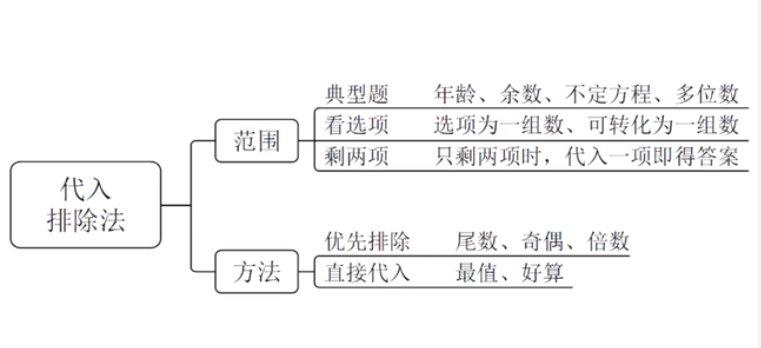 代入
排除法
范围
典型题 年龄、余数、不定方程、多位数
看选项 选项为一组数、可转化为一组数
剩两项 只剩两项时，代入一项即得答案
方法
优先排除 尾数、奇偶、倍数
直接代入 最值、好算